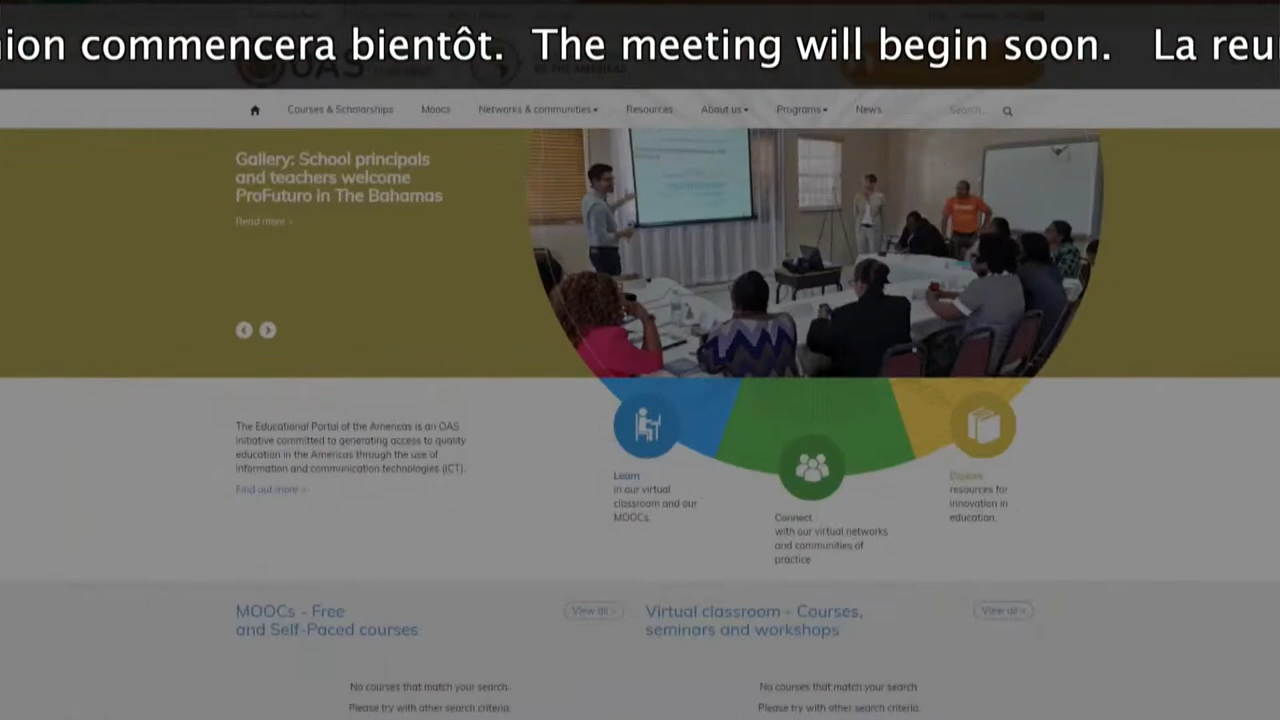 ion commencera bientôt.  The meeting will begin soon.   La reu
OAS
Courses & Scholarships Moocs Networks & communities Resources About us Programs News Search
Gallery: School principals
and teachers welcome
ProFuturo in The Bahamas
Read more »
The Educational Portal of the Americas is an OAS
initiative committed to generating access to quality
education in the Americas through the use of
information and communication technologies (ICT).
Find out more »
Learn
in our virtual
classroom and our
MOOCs.
Connect
with our virtual networks
and communities of
practice
Explore
resources for
innovation in
education.
MOOCs - Free
and Self-Paced courses
View all »
Virtual classroom - Courses,
seminars and workshops
View all »
No courses that match your search.
Please try with other search criteria.
No courses that match your search
Please try with other search criteria.